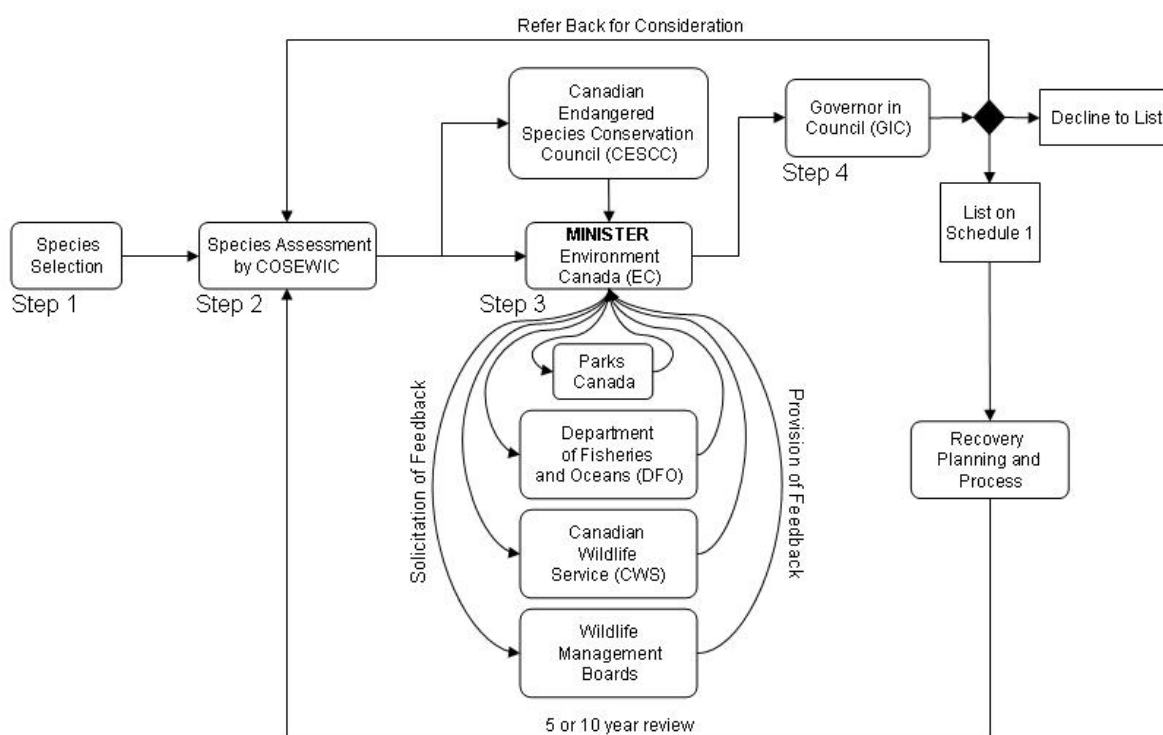 Refer Back for Consideration
Canadian
Endangered
Species Conservation
Council (CESCC)
Governor in
Council (GIC)
Decline to List
Step 4
List on
Schedule 1
Species
Selection
Species Assessment
by COSEWIC
MINISTER
Environment
Canada (EC)
Step 1
Step 2
Step 3
Parks
Canada
Solicitation of Feedback
Provision of Feedback
Department
of Fisheries
and Oceans (DFO)
Recovery
Planning and
Process
Canadian
Wildlife
Service (CWS)
Wildlife
Management
Boards
5 or 10 year review